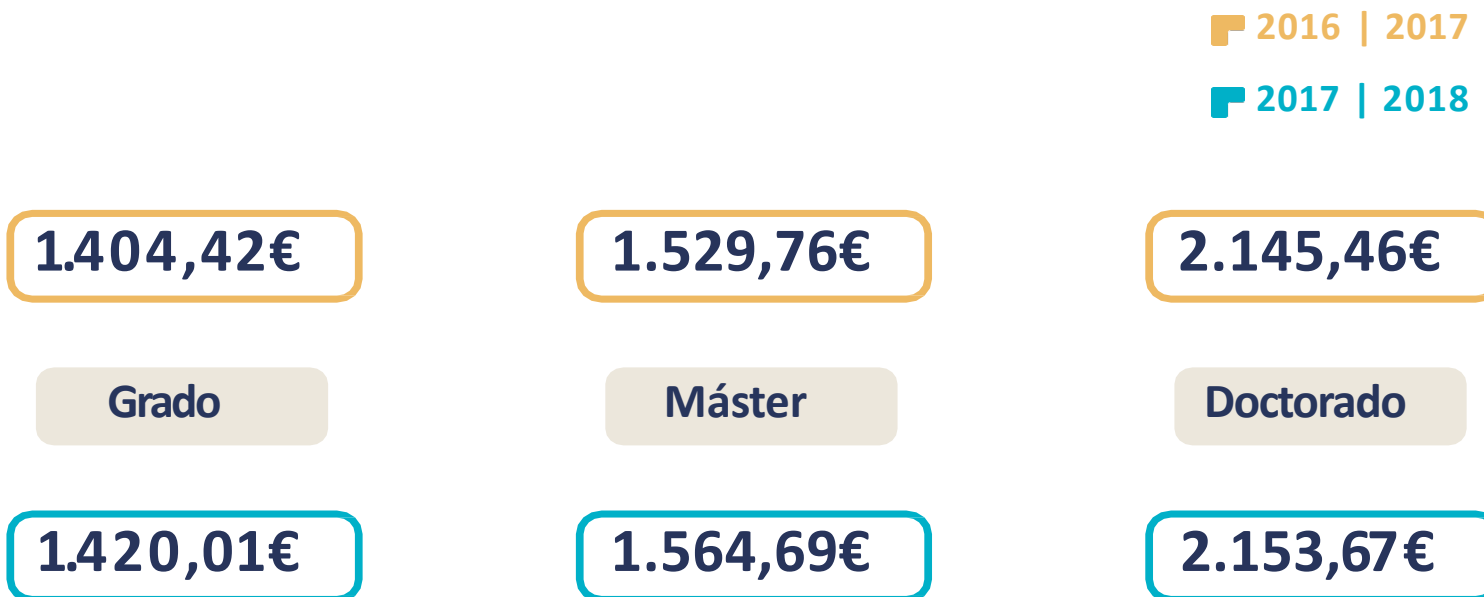 2016 | 2017
2017 | 2018
1.404,42€ 1.529,76€ 2.145,46€
Grado Máster Doctorado
1.420,01€ 1.564,69€ 2.153,67€